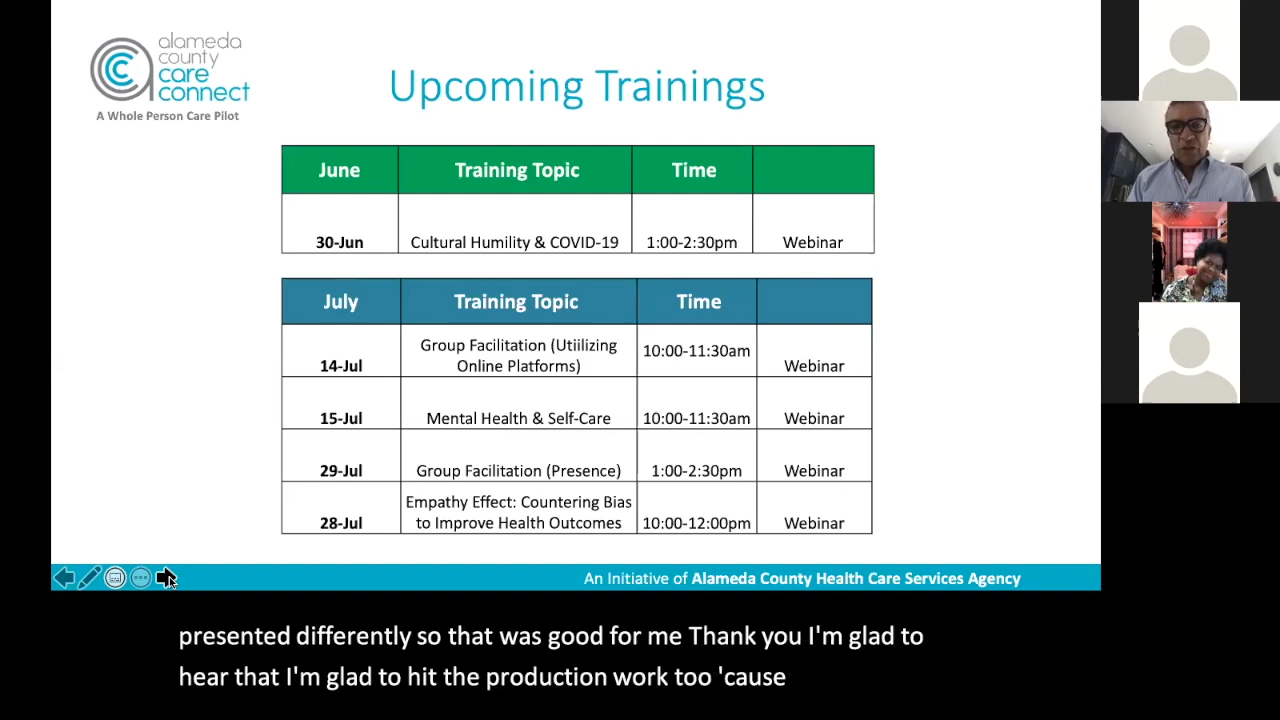 alameda
county
care
connect
A Whole Person Care Pilot
Upcoming Trainings
June Training Topic Time
30-Jun Cultural Humility & COVID-19 1:00-2:30pm Webinar
July Training Topic Time
Group Facilitation (Utiilizing
Online Platforms)
14-Jul 10:00-11:30am Webinar
15-Jul Mental Health & Self-Care 10:00-11:30am Webinar
29-Jul Group Facilitation (Presence) 1:00-2:30pm Webinar
Empathy Effect: Countering Bias
to Improve Health Outcomes
28-Jul 10:00-12:00pm Webinar
An Initiative of Alameda County Health Care Services Agency
presented differently so that was good for me Thank you I'm glad to
hear that I'm glad to hit the production work too 'cause